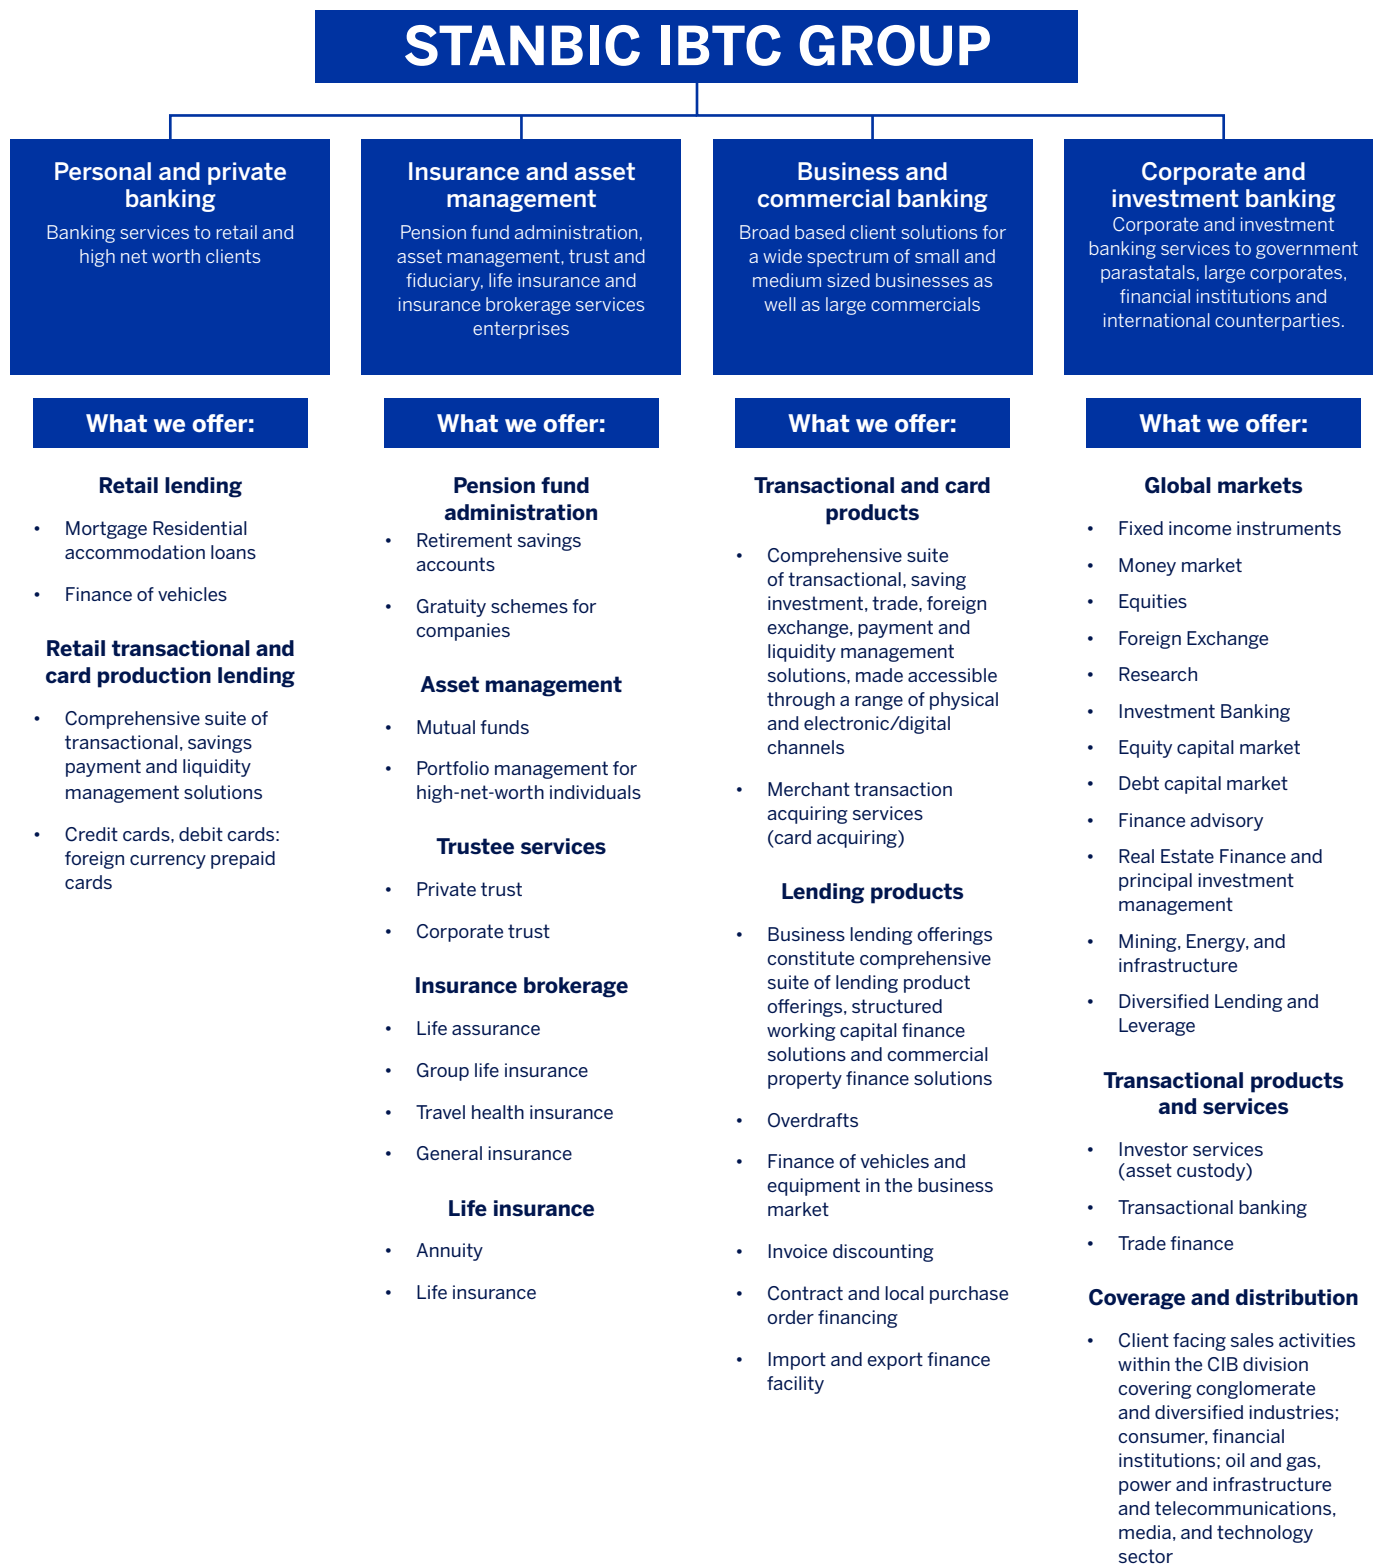 STANBIC IBTC GROUP
Personal and private
banking
Banking services to retail and
high net worth clients
Insurance and asset
management
Pension fund administration,
asset management, trust and
fiduciary, life insurance and
insurance brokerage services
enterprises
Business and
commercial banking
Broad based client solutions for
a wide spectrum of small and
medium sized businesses as
well as large commercials
Corporate and
investment banking
Corporate and investment
banking services to government
parastatals, large corporates,
financial institutions and
international counterparties.
What we offer:
Retail lending
• Mortgage Residential
accommodation loans
• Finance of vehicles
Retail transactional and
card production lending
• Comprehensive suite of
transactional, savings
payment and liquidity
management solutions
• Credit cards, debit cards:
foreign currency prepaid
cards
What we offer:
Pension fund
administration
• Retirement savings
accounts
• Gratuity schemes for
companies
Asset management
• Mutual funds
• Portfolio management for
high-net-worth individuals
Trustee services
• Private trust
• Corporate trust
Insurance brokerage
• Life assurance
• Group life insurance
• Travel health insurance
• General insurance
Life insurance
• Annuity
• Life insurance
What we offer:
Transactional and card
products
• Comprehensive suite
of transactional, saving
investment, trade, foreign
exchange, payment and
liquidity management
solutions, made accessible
through a range of physical
and electronic/digital
channels
• Merchant transaction
acquiring services
(card acquiring)
Lending products
• Business lending offerings
constitute comprehensive
suite of lending product
offerings, structured
working capital finance
solutions and commercial
property finance solutions
• Overdrafts
• Finance of vehicles and
equipment in the business
market
• Invoice discounting
• Contract and local purchase
order financing
• Import and export finance
facility
What we offer:
Global markets
• Fixed income instruments
• Money market
• Equities
• Foreign Exchange
• Research
• Investment Banking
• Equity capital market
• Debt capital market
• Finance advisory
• Real Estate Finance and
principal investment
management
• Mining, Energy, and
infrastructure
• Diversified Lending and
Leverage
Transactional products
and services
• Investor services
(asset custody)
• Transactional banking
• Trade finance
Coverage and distribution
• Client facing sales activities
within the CIB division
covering conglomerate
and diversified industries;
consumer, financial
institutions; oil and gas,
power and infrastructure
and telecommunications,
media, and technology
sector